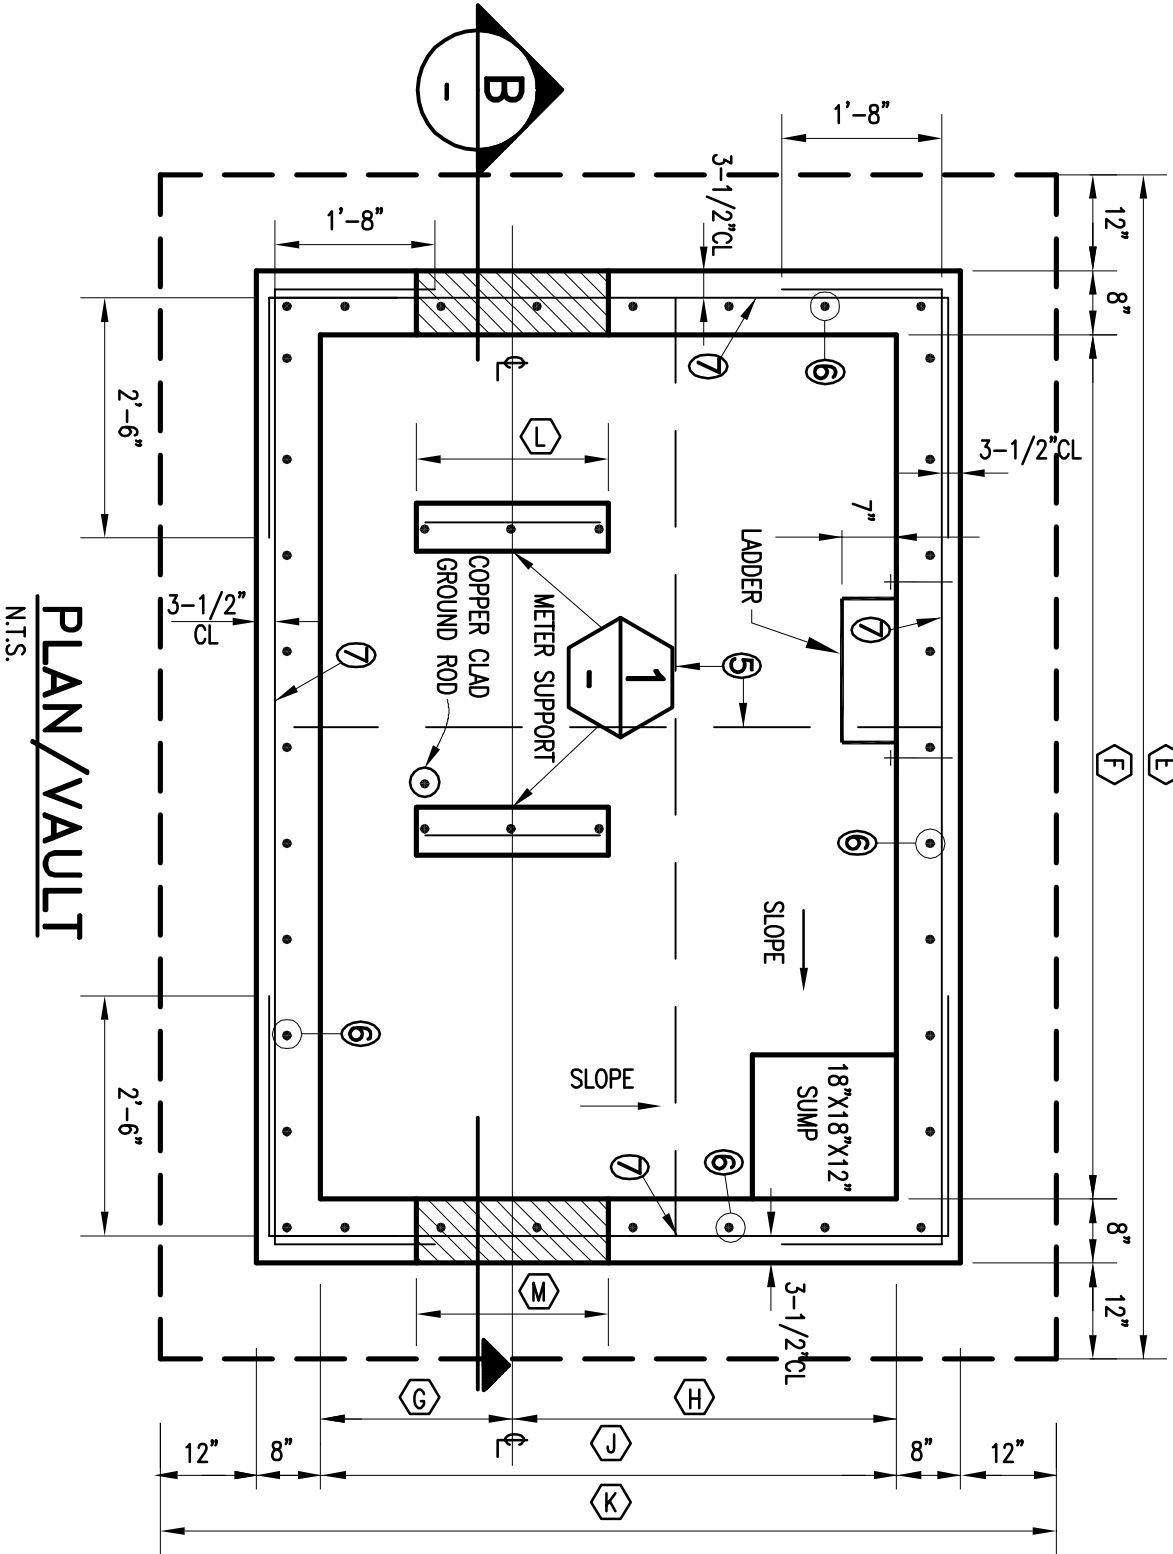 B
-
1'-8"
3-1/2"CL
12"
8"
1'-8"
7
6
℄
2'-6"
L
3-1/2"CL
7"
LADDER
7
COPPER CLAD
GROUND ROD
METER SUPPORT
1
-
5
3-1/2"
CL
7
E
F
6
SLOPE
SLOPE
18"X18"X12"
SUMP
6
7
6
2'-6"
M
3-1/2"CL
8"
12"
G
H
℄
J
K
12"
8"
8"
12"
PLAN/VAULT
N.T.S.